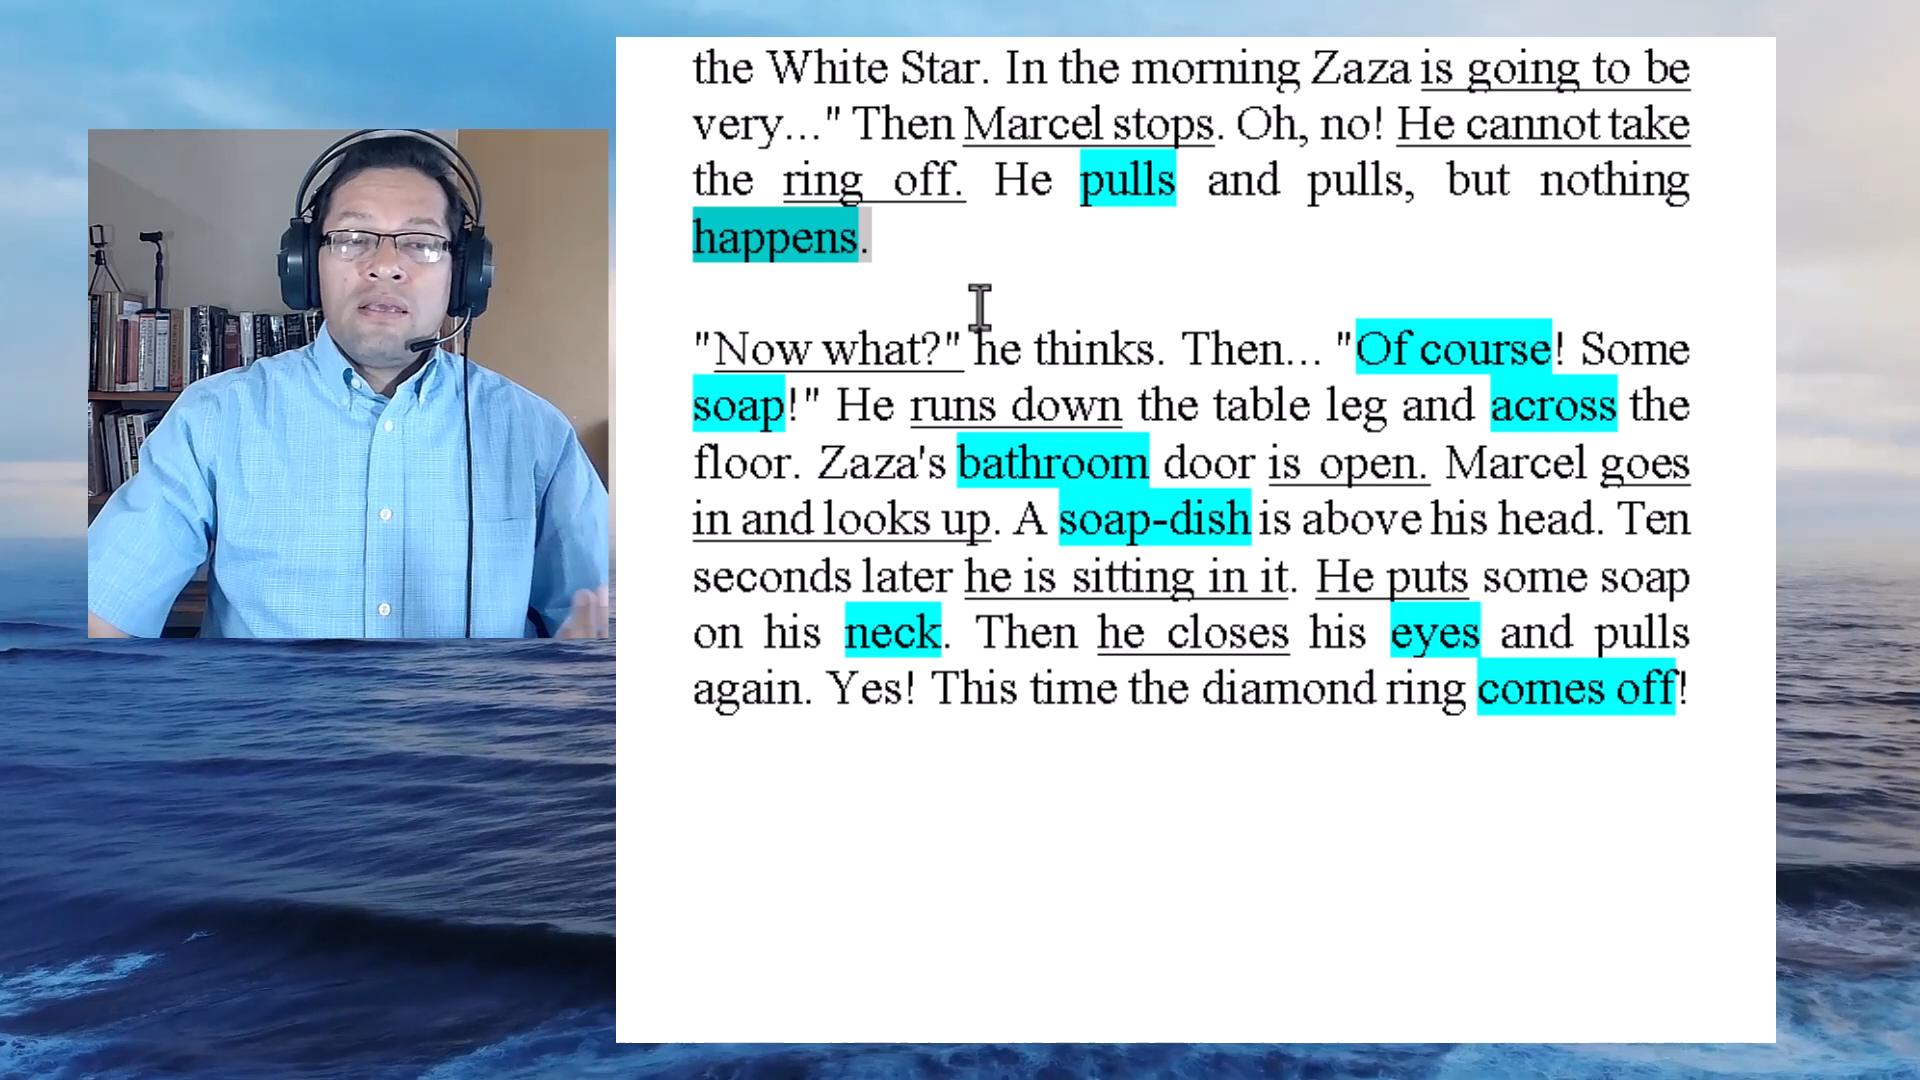 the White Star. In the morning Zaza is going to be
very..." Then Marcel stops. Oh, no! He cannot take
the ring off. He pulls and pulls, but nothing
happens.
"Now what?" he thinks. Then... "Of course! Some
soap!" He runs down the table leg and across the
floor. Zaza's bathroom door is open. Marcel goes
in and looks up. A soap-dish is above his head. Ten
seconds later he is sitting in it. He puts some soap
on his neck. Then he closes his eyes and pulls
again. Yes! This time the diamond ring comes off!